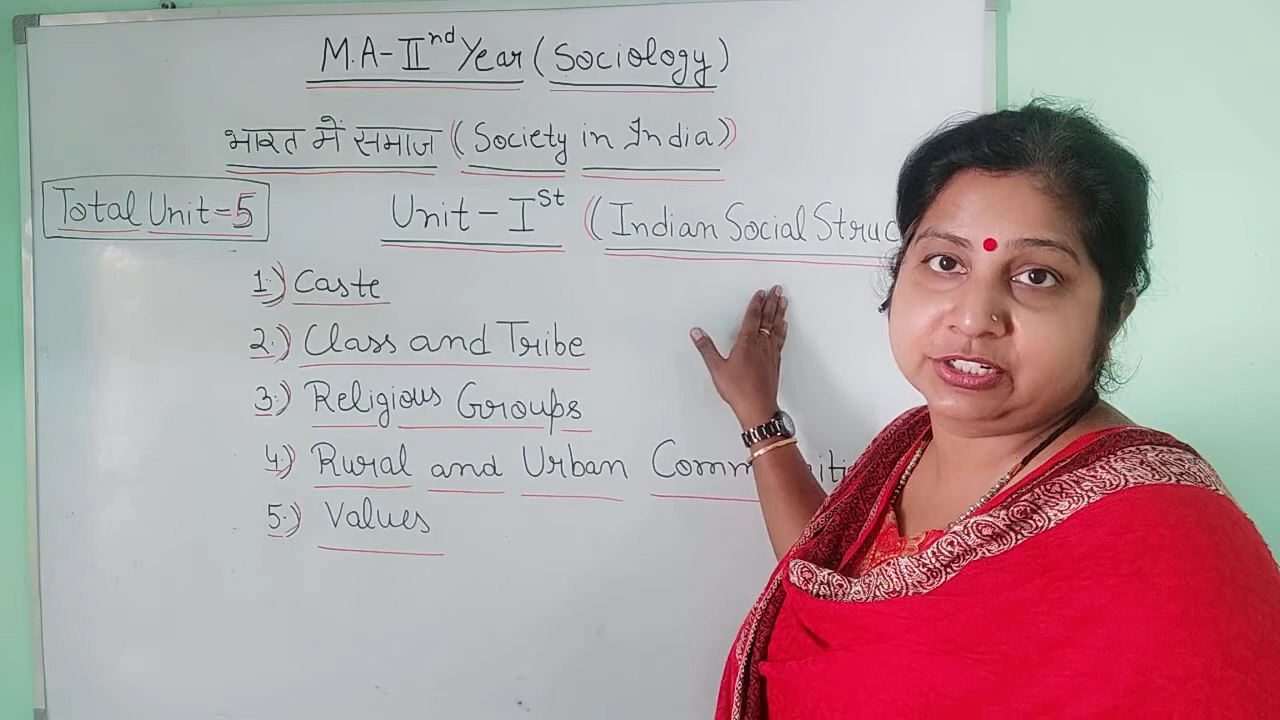 M.A-IInd Year (Sociology)
भारत में समाज (Society in India)
Total Unit=5
Unit-Ist (Indian Social Struc
1.) Caste
2.) Class and Tribe
3.) Religious Groups
4.) Rural and Urban
5.) Values